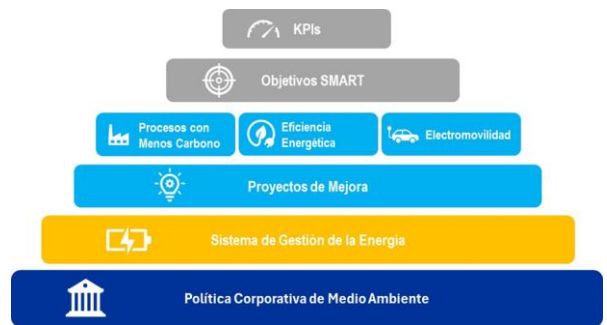 KPIs
Objetivos SMART
Procesos con
Menos Carbono
Eficiencia
Energética
Electromovilidad
Proyectos de Mejora
Sistema de Gestión de la Energía
Política Corporativa de Medio Ambiente